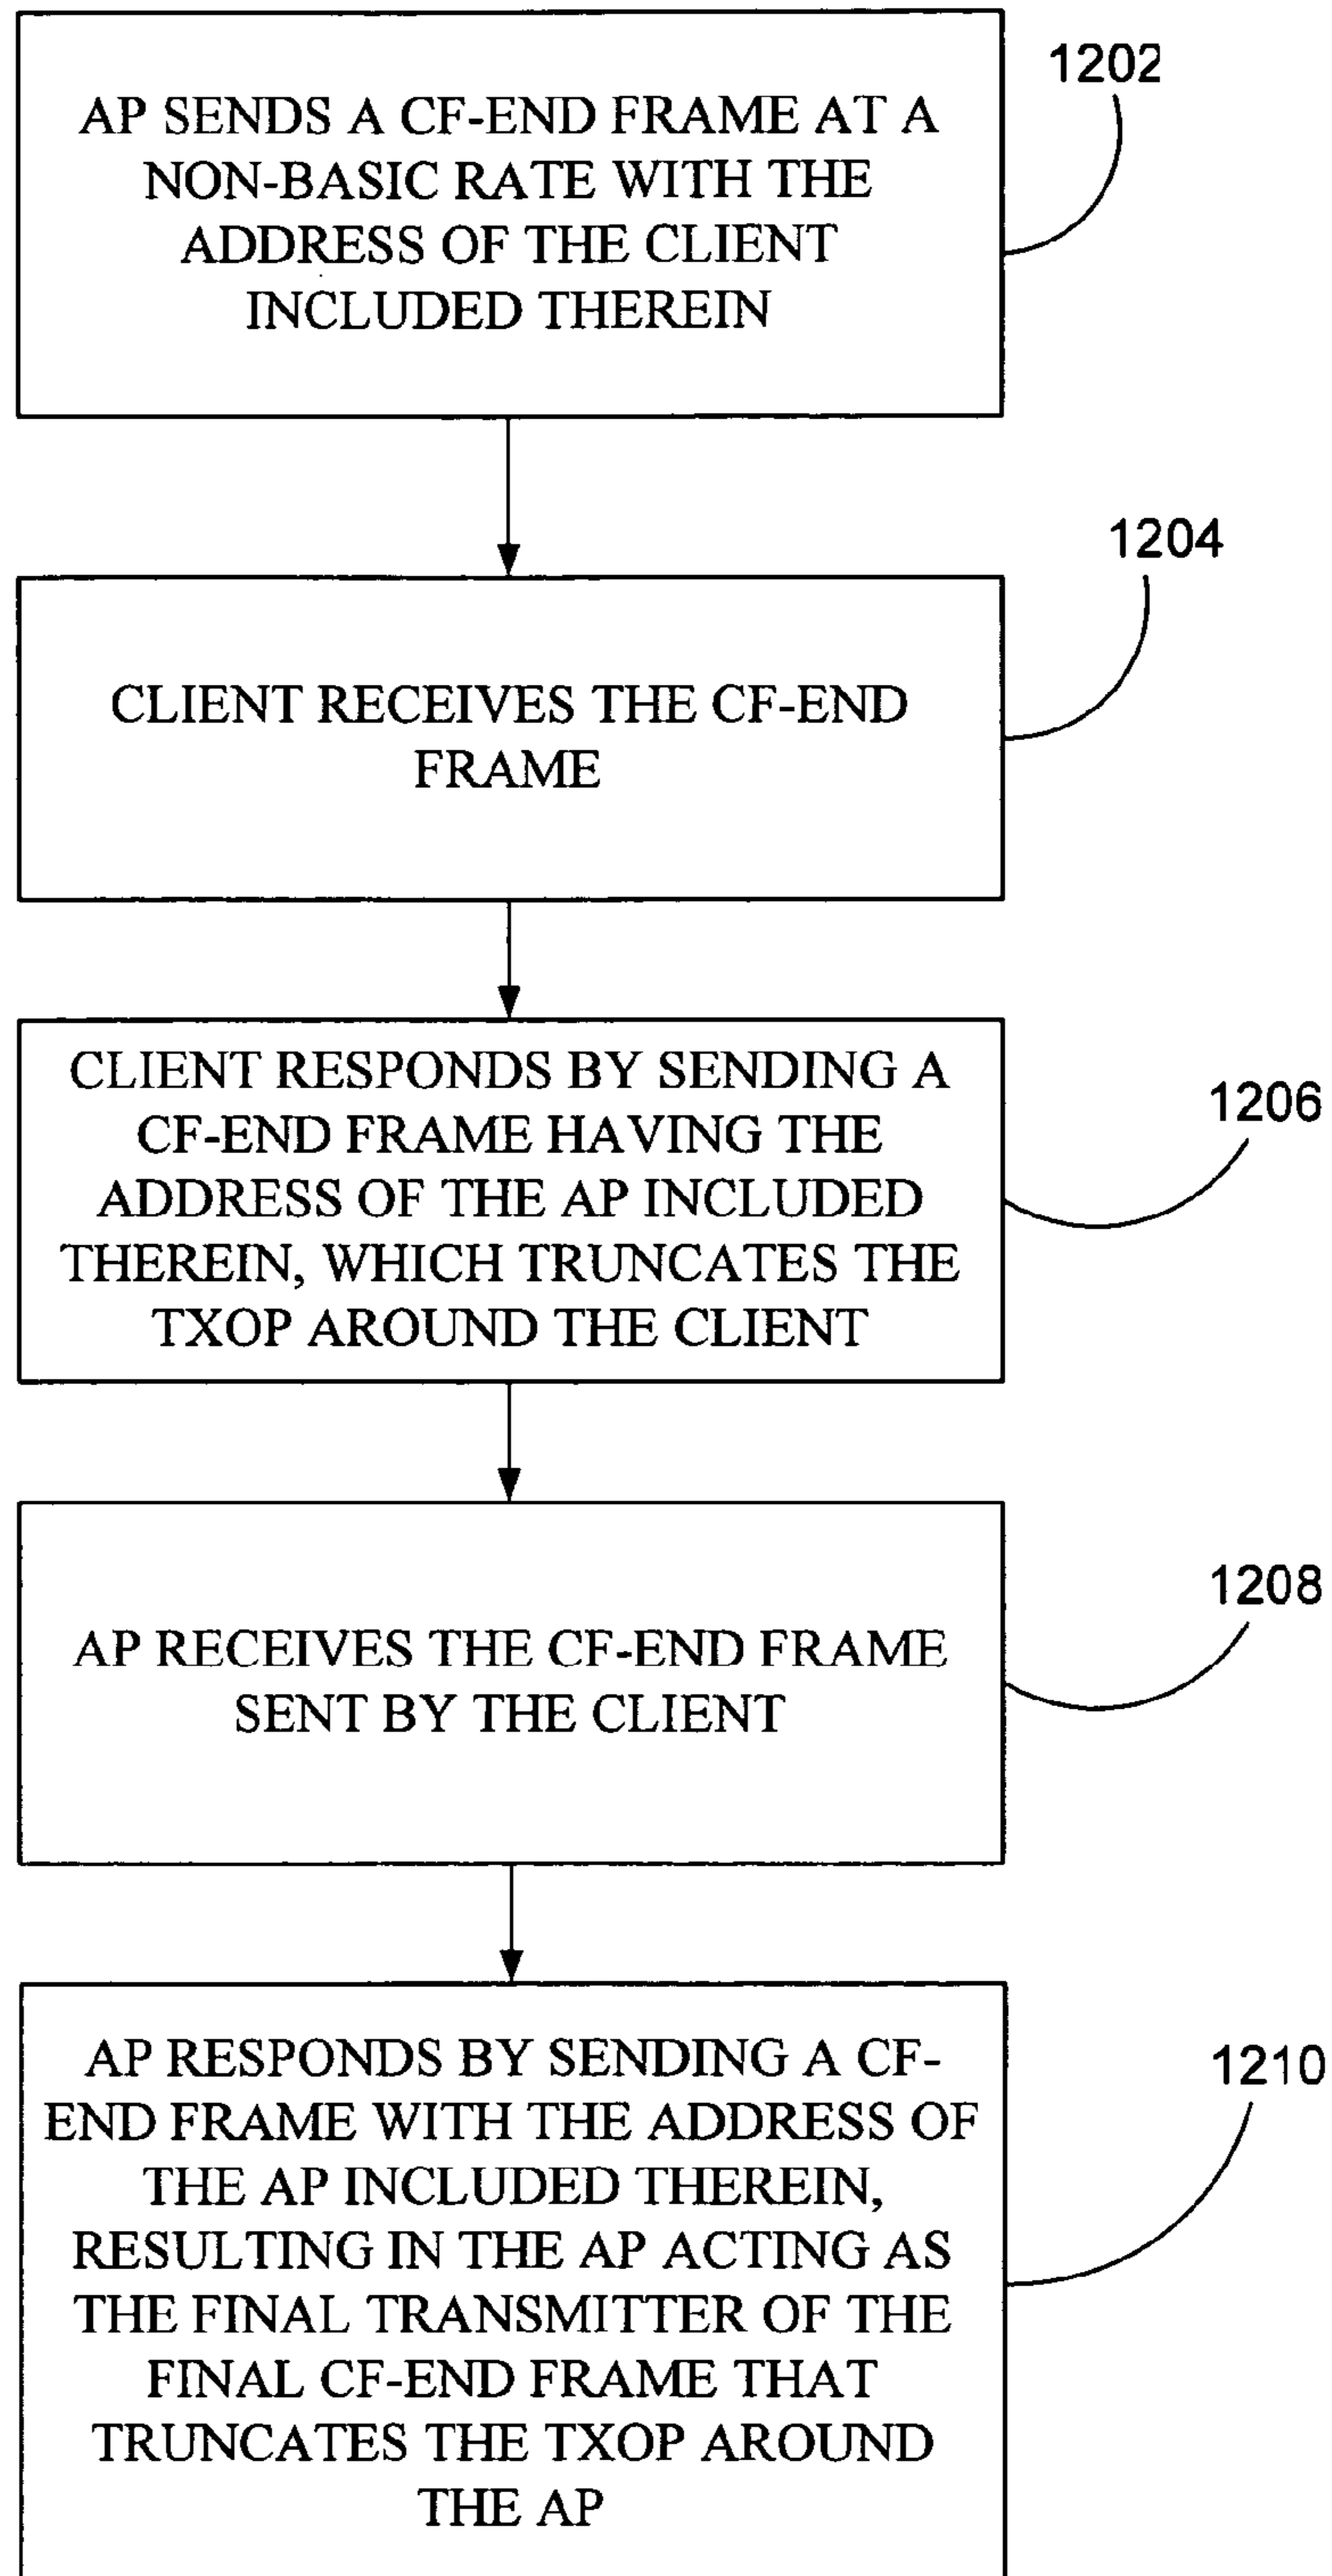 1202
AP SENDS A CF-END FRAME AT A
NON-BASIC RATE WITH THE
ADDRESS OF THE CLIENT
INCLUDED THEREIN
1204
CLIENT RECEIVES THE CF-END
FRAME
1206
CLIENT RESPONDS BY SENDING A
CF-END FRAME HAVING THE
ADDRESS OF THE AP INCLUDED
THEREIN, WHICH TRUNCATES THE
TXOP AROUND THE CLIENT
1208
AP RECEIVES THE CF-END FRAME
SENT BY THE CLIENT
1210
AP RESPONDS BY SENDING A CF-
END FRAME WITH THE ADDRESS OF
THE AP INCLUDED THEREIN,
RESULTING IN THE AP ACTING AS
THE FINAL TRANSMITTER OF THE
FINAL CF-END FRAME THAT
TRUNCATES THE TXOP AROUND
THE AP